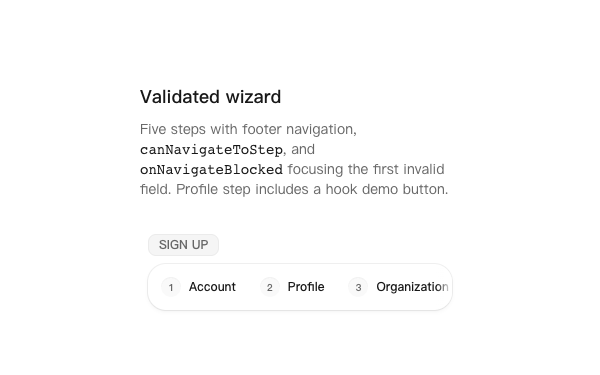 Validated wizard
Five steps with footer navigation,
canNavigateToStep, and
onNavigateBlocked focusing the first invalid
field. Profile step includes a hook demo button.
SIGN UP
1 Account 2 Profile 3 Organization